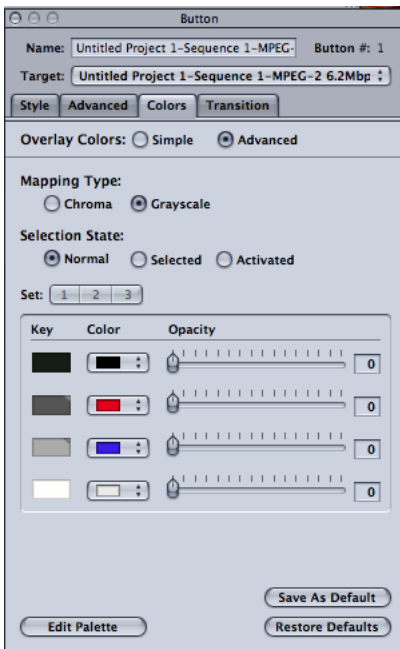 Button
Name: Untitled Project 1-Sequence 1-MPEG- Button #: 1
Target: Untitled Project 1-Sequence 1-MPEG-2 6.2Mbp
Style Advanced Colors Transition
Overlay Colors: Simple Advanced
Mapping Type:
Chroma Grayscale
Selection State:
Normal Selected Activated
Set: 1 2 3
Key Color Opacity
0
0
0
0
Save As Default
Edit Palette Restore Defaults